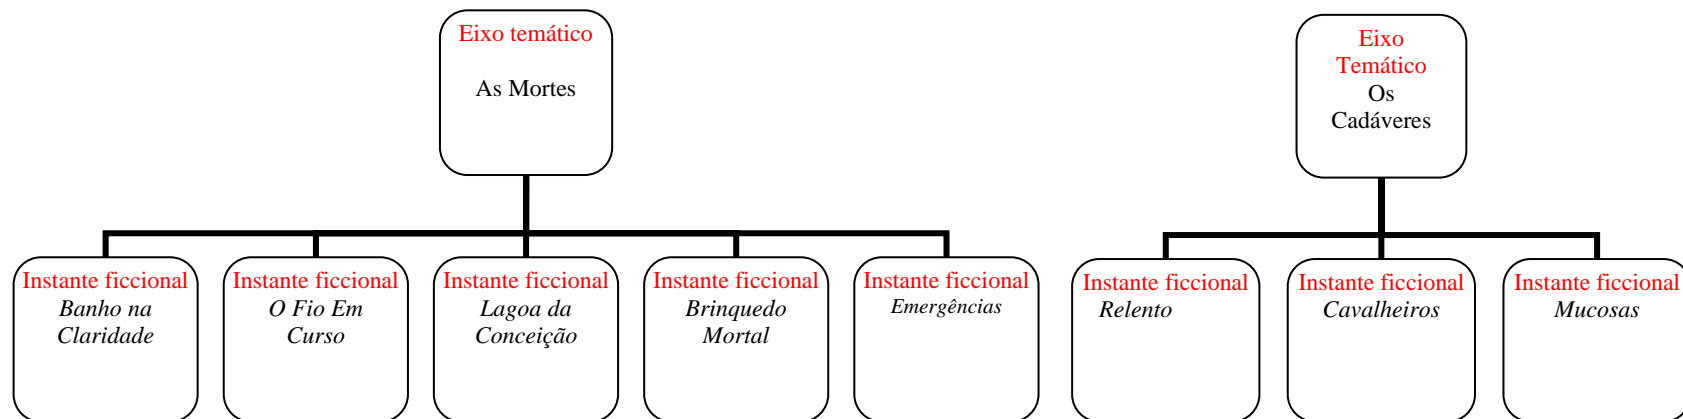 Eixo temático
As Mortes
Eixo
Temático
Os
Cadáveres
Instante ficcional
Banho na
Claridade
Instante ficcional
O Fio Em
Curso
Instante ficcional
Lagoa da
Conceição
Instante ficcional
Brinquedo
Mortal
Instante ficcional
Emergências
Instante ficcional
Relento
Instante ficcional
Cavalheiros
Instante ficcional
Mucosas